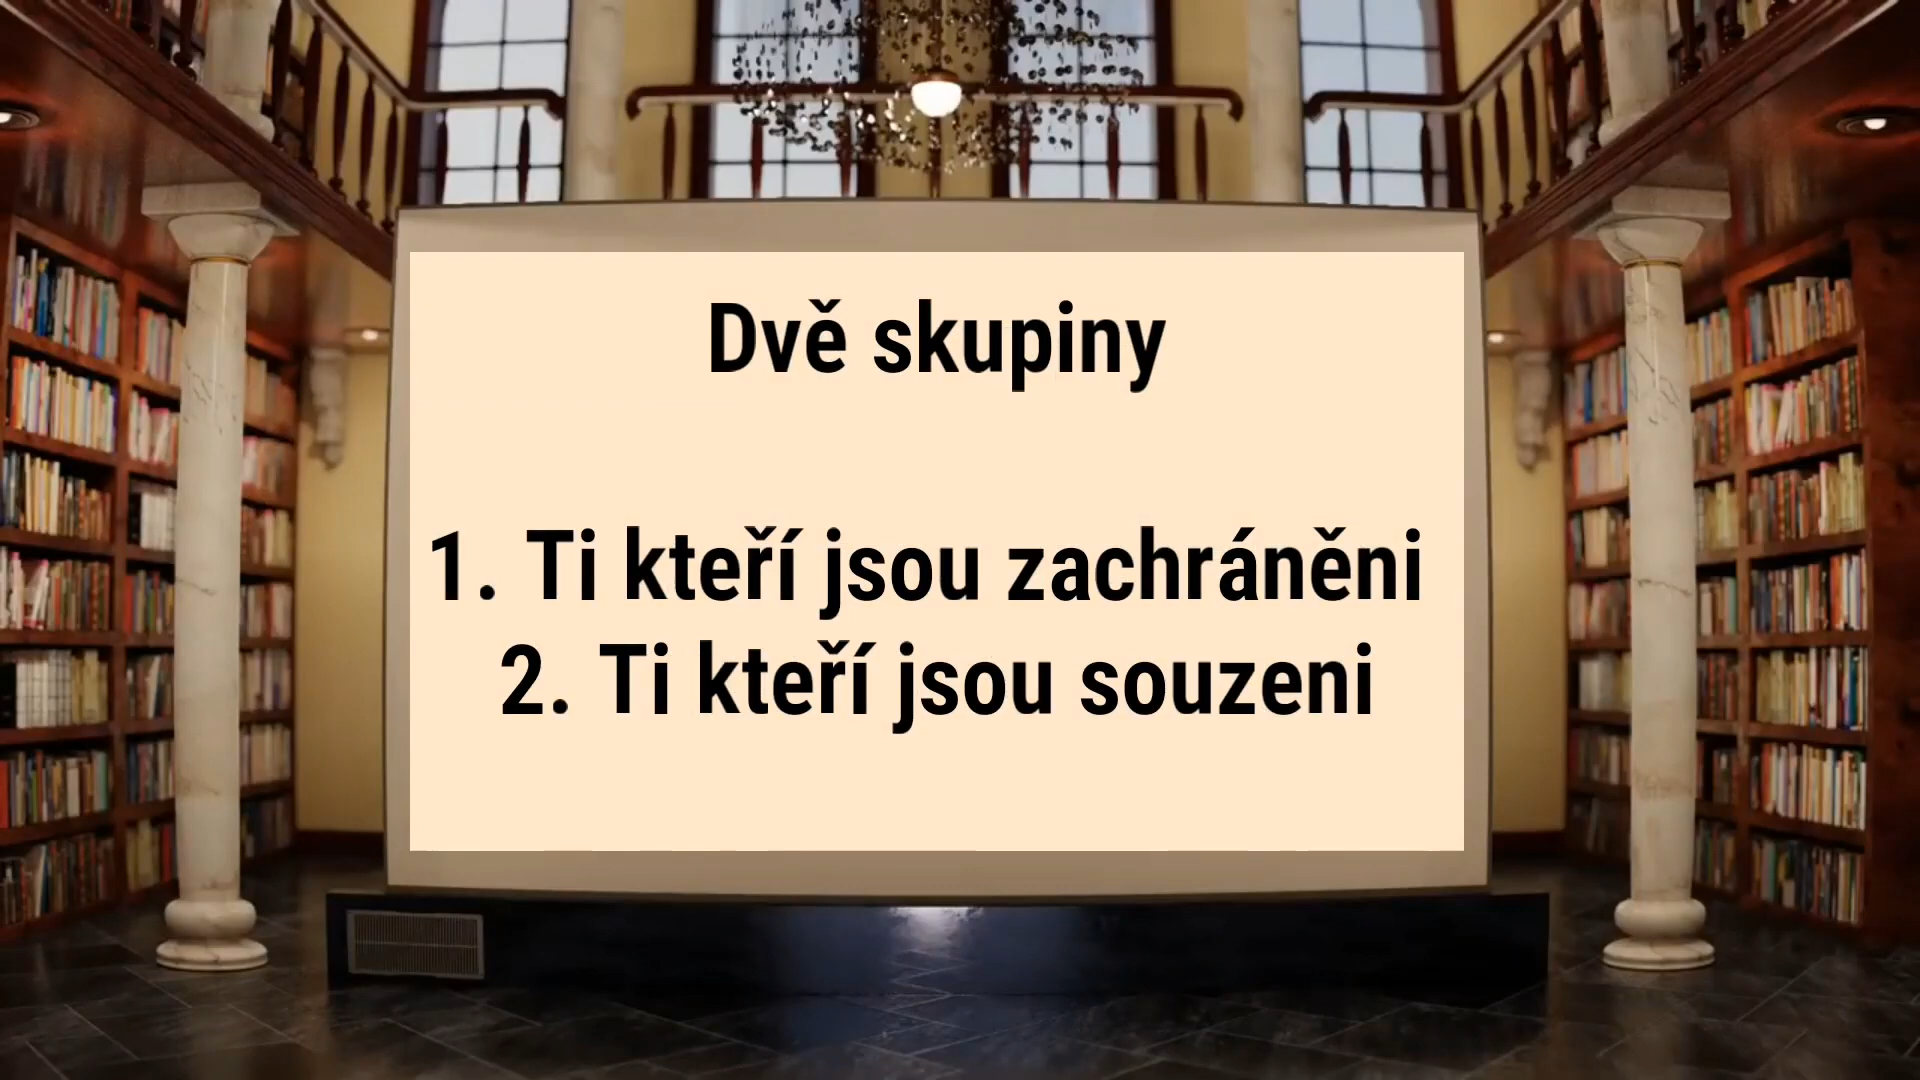 Dvě skupiny
1. Ti kteří jsou zachráněni
2. Ti kteří jsou souzeni